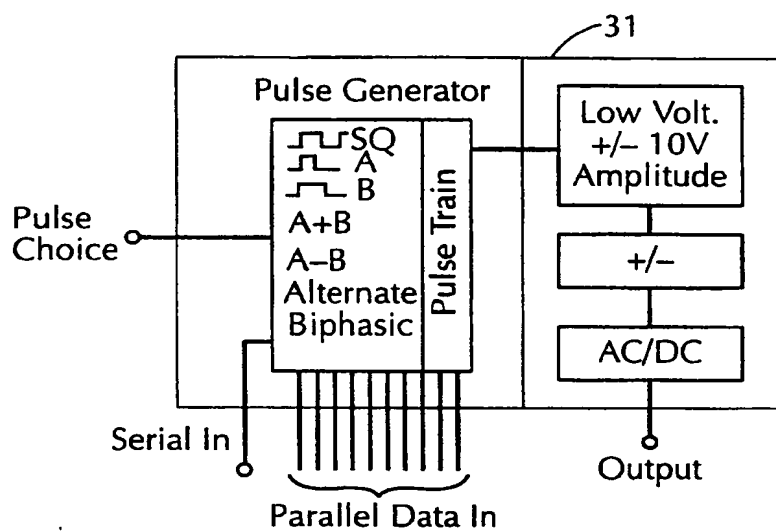 31
Pulse Generator
SQ
A
B
A+B
A−B
Alternate
Biphasic
Pulse Train
Low Volt.
+/− 10V
Amplitude
+/−
AC/DC
Pulse
Choice
Serial In
Parallel Data In
Output